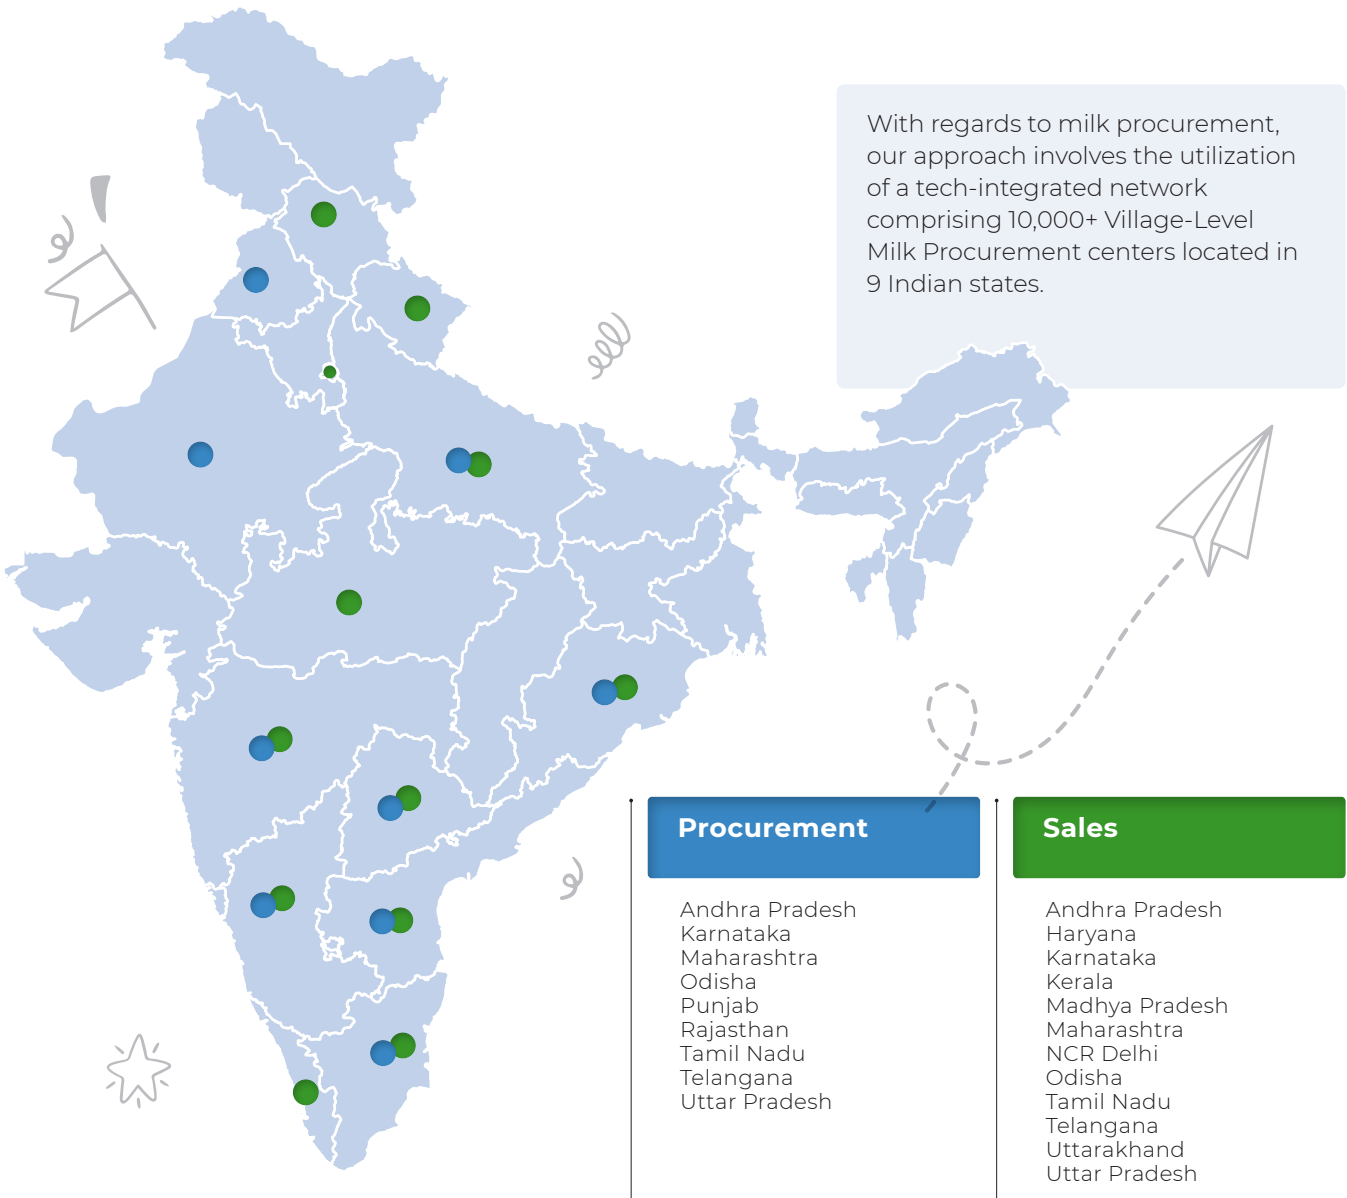 With regards to milk procurement,
our approach involves the utilization
of a tech-integrated network
comprising 10,000+ Village-Level
Milk Procurement centers located in
9 Indian states.
Procurement
Andhra Pradesh
Karnataka
Maharashtra
Odisha
Punjab
Rajasthan
Tamil Nadu
Telangana
Uttar Pradesh
Sales
Andhra Pradesh
Haryana
Karnataka
Kerala
Madhya Pradesh
Maharashtra
NCR Delhi
Odisha
Tamil Nadu
Telangana
Uttarakhand
Uttar Pradesh